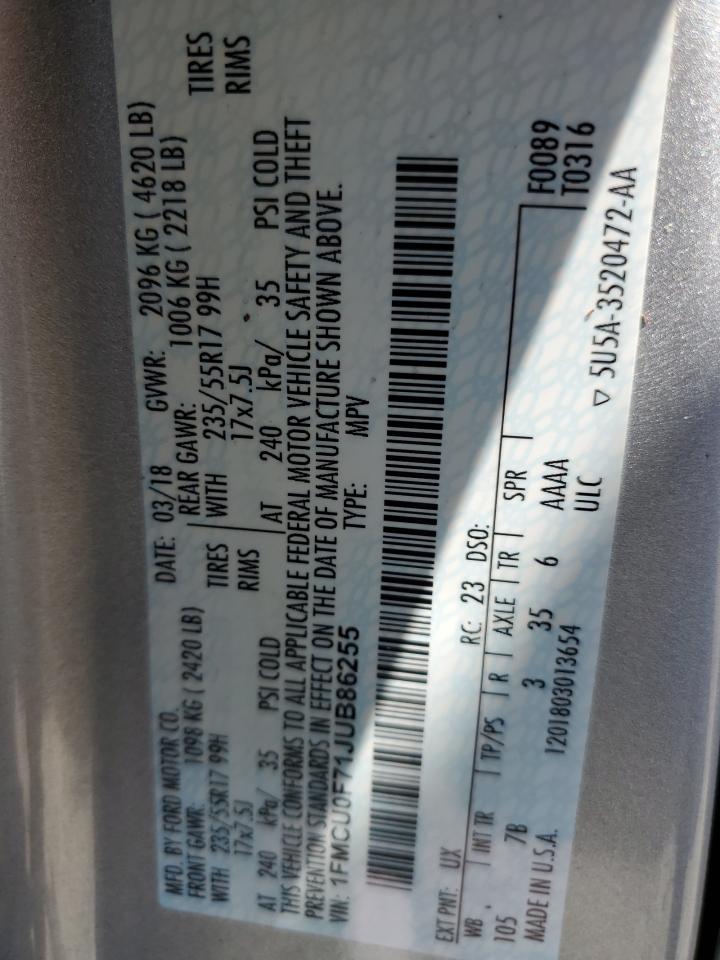 MFD. BY FORD MOTOR CO.
DATE: 03/18 GVWR: 2096 KG ( 4620 LB)
FRONT GAWR: 1098 KG ( 2420 LB)
REAR GAWR: 1006 KG ( 2218 LB)
WITH 235/55R17 99H TIRES
WITH 235/55R17 99H TIRES
17x7.5J RIMS
17x7.5J RIMS
AT 240 kPa/ 35 PSI COLD
AT 240 kPa/ 35 PSI COLD
THIS VEHICLE CONFORMS TO ALL APPLICABLE FEDERAL MOTOR VEHICLE SAFETY AND THEFT
PREVENTION STANDARDS IN EFFECT ON THE DATE OF MANUFACTURE SHOWN ABOVE.
VIN: 1FMCU0F71JUB86255 TYPE: MPV
EXT PNT: UX RC: 23 DSO:
WB INT TR TP/PS R AXLE TR SPR
105 7B 3 35 6 AAAA
F0089
T0316
MADE IN U.S.A. 1201803013654 ULC
▽ 5U5A-3520472-AA